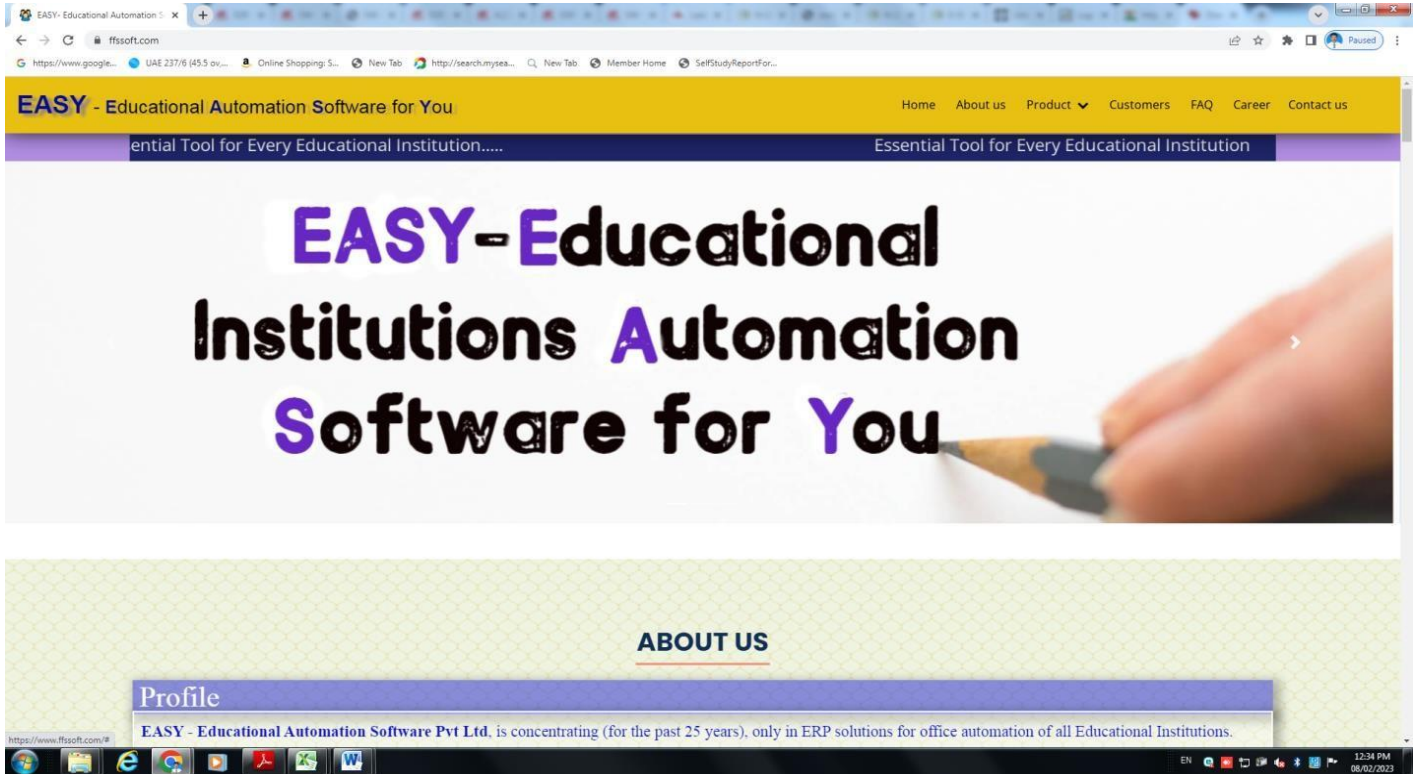 EASY- Educational Automation S
ffssoft.com
Paused
https://www.google... UAE 237/6 (45.5 ov,... Online Shopping: S... New Tab http://search.mysea... New Tab Member Home SelfStudyReportFor...
EASY - Educational Automation Software for You
Home About us Product Customers FAQ Career Contact us
ential Tool for Every Educational Institution..... Essential Tool for Every Educational Institution
EASY-Educational
Institutions Automation
Software for You
ABOUT US
Profile
EASY - Educational Automation Software Pvt Ltd, is concentrating (for the past 25 years), only in ERP solutions for office automation of all Educational Institutions.
https://www.ffssoft.com/#
EN 12:34 PM
08/02/2023